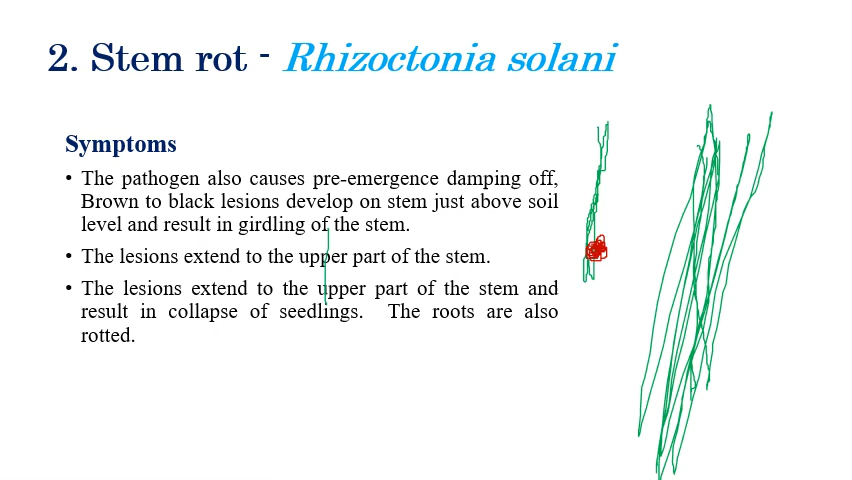 2. Stem rot - Rhizoctonia solani
Symptoms
• The pathogen also causes pre-emergence damping off,
Brown to black lesions develop on stem just above soil
level and result in girdling of the stem.
• The lesions extend to the upper part of the stem.
• The lesions extend to the upper part of the stem and
result in collapse of seedlings. The roots are also
rotted.